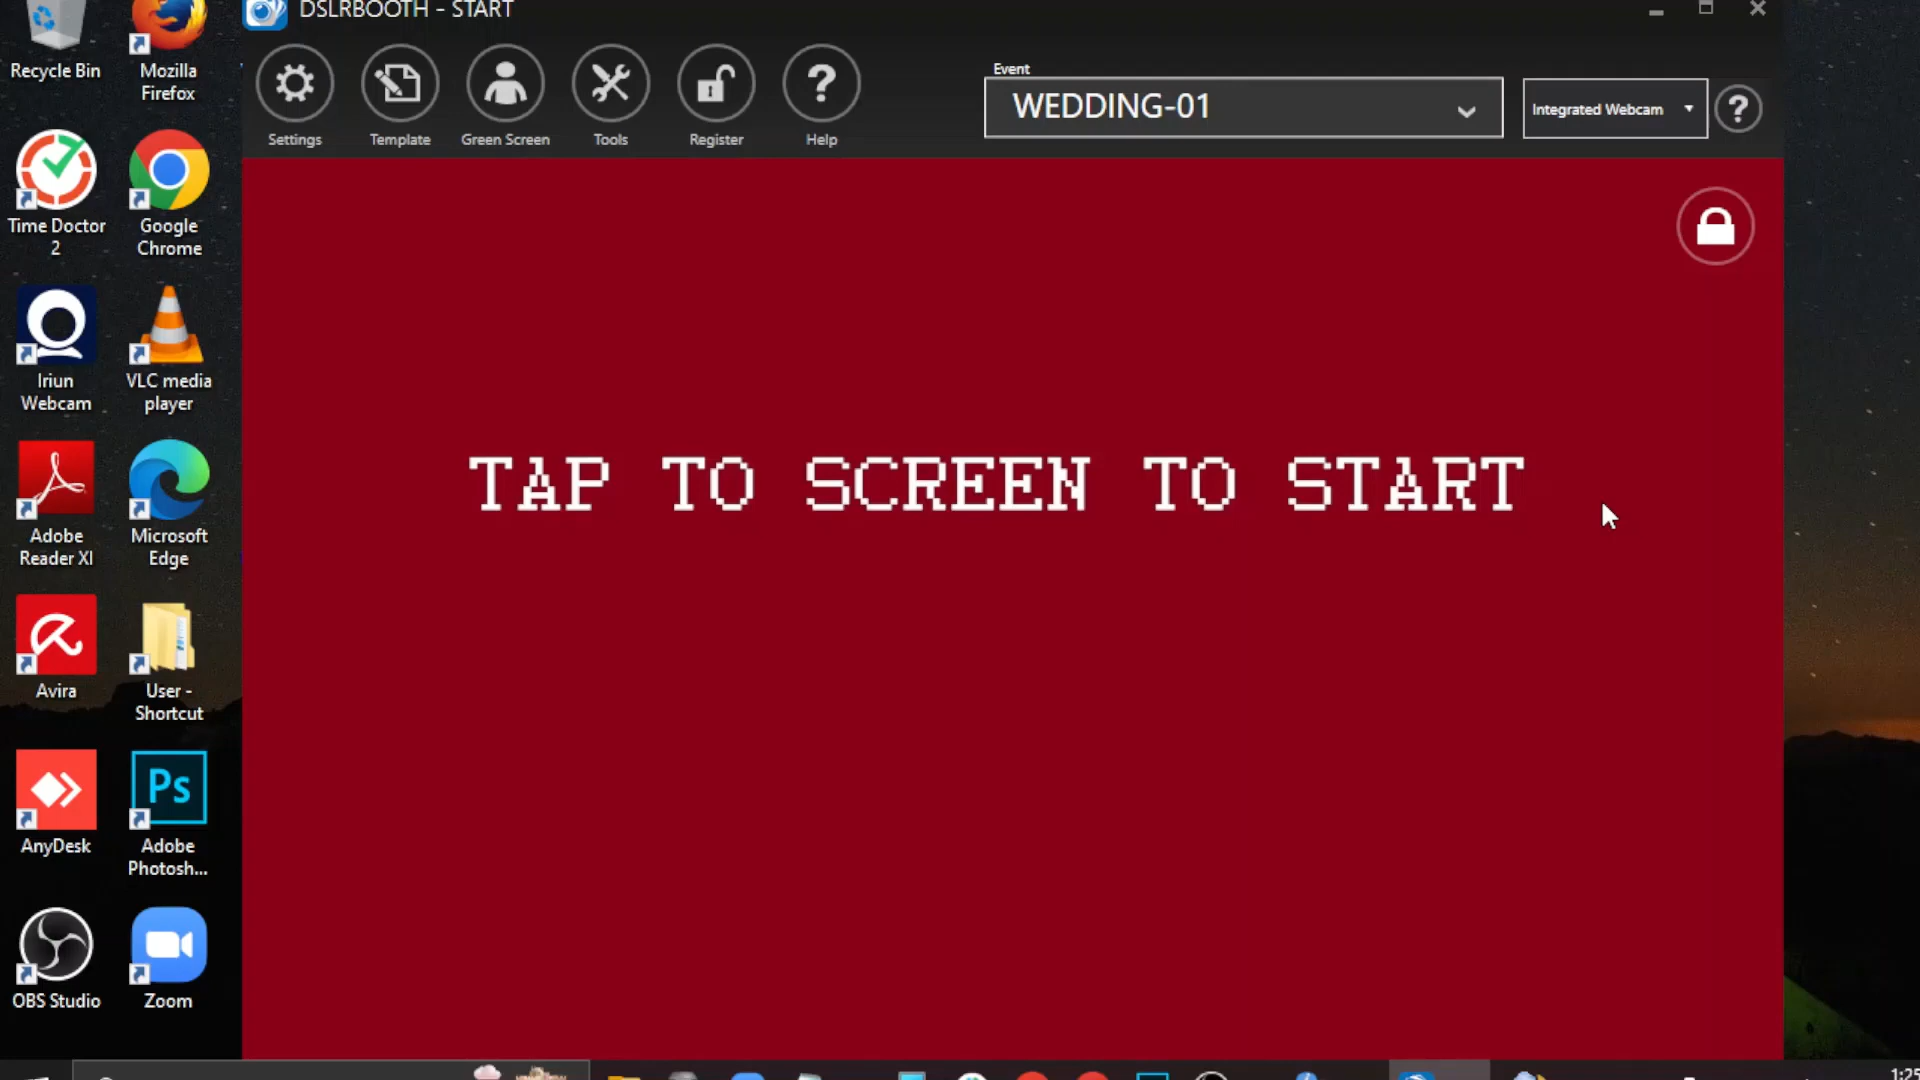 DSLRBOOTH - START
Settings
Template
Green Screen
Tools
Register
Help
Event
WEDDING-01
Integrated Webcam
TAP TO SCREEN TO START
Recycle Bin
Mozilla
Firefox
Time Doctor
2
Google
Chrome
Iriun
Webcam
VLC media
player
Adobe
Reader XI
Microsoft
Edge
Avira
User -
Shortcut
AnyDesk
Ps
Adobe
Photosh...
OBS Studio
Zoom